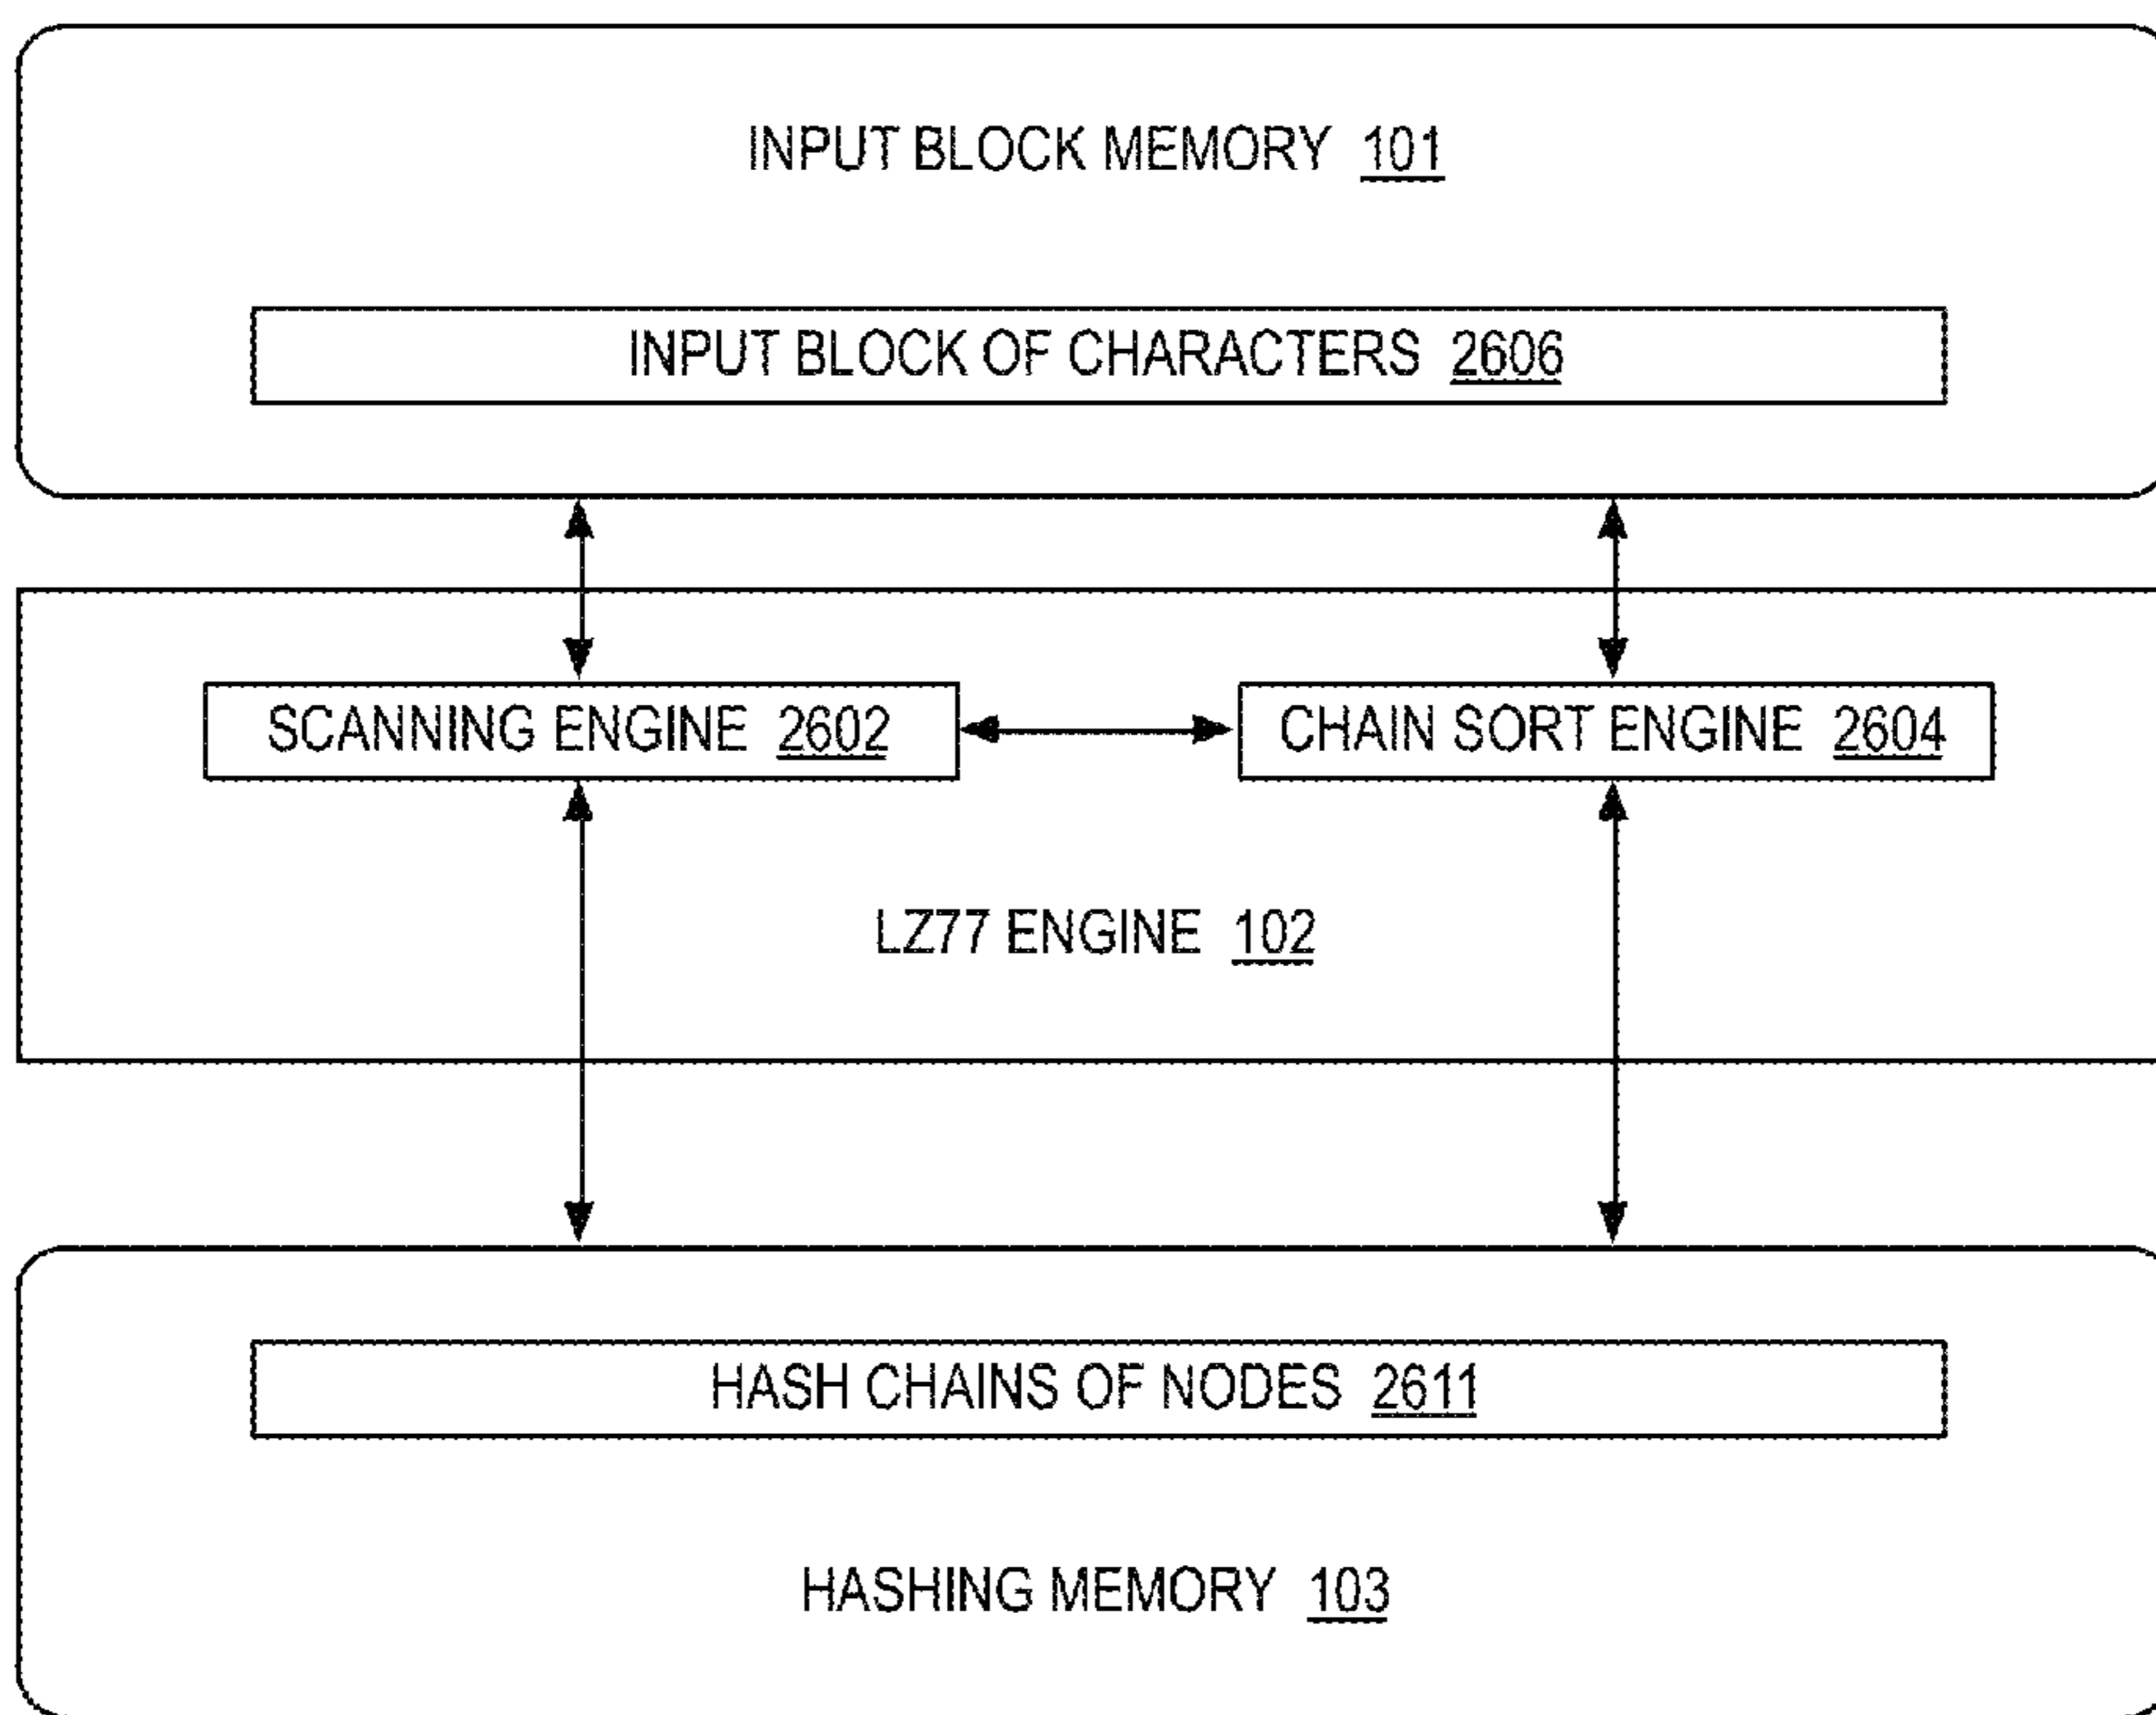 INPUT BLOCK MEMORY 101
INPUT BLOCK OF CHARACTERS 2606
SCANNING ENGINE 2602
CHAIN SORT ENGINE 2604
LZ77 ENGINE 102
HASH CHAINS OF NODES 2611
HASHING MEMORY 103